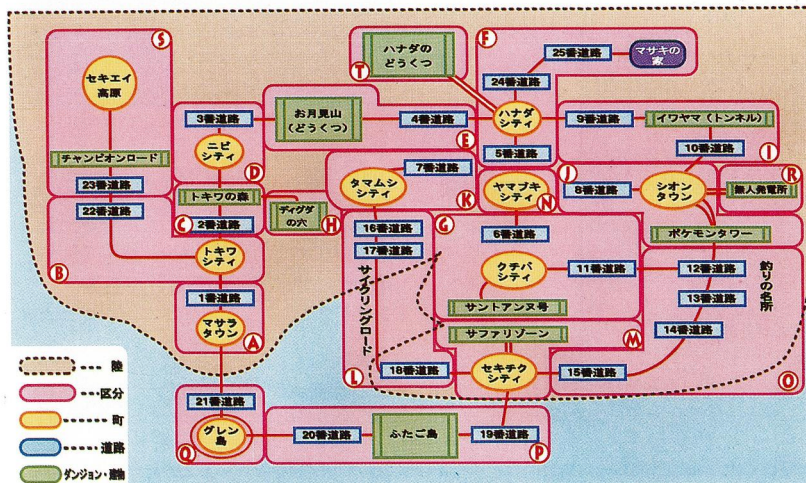 S
セキエイ
高原
チャンピオンロード
23番道路
22番道路
B
3番道路
ニビ
シティ
D
トキワの森
2番道路
C
トキワ
シティ
1番道路
マサラ
タウン
A
21番道路
グレン
島
Q
ディグダ
の穴
H
お月見山
(どうくつ)
4番道路
E
ハナダの
どうくつ
T
F
25番道路
マサキの
家
24番道路
ハナダ
シティ
5番道路
9番道路
イワヤマ(トンネル)
10番道路
I
7番道路
タマムシ
シティ
K
ヤマブキ
シティ
N
J
8番道路
シオン
タウン
R
無人発電所
ポケモンタワー
16番道路
17番道路
サイクリングロード
18番道路
L
G
6番道路
クチバ
シティ
11番道路
サントアンヌ号
サファリゾーン
M
セキチク
シティ
12番道路
13番道路
14番道路
15番道路
釣りの名所
O
20番道路
ふたご島
19番道路
P
陸
区分
町
道路
ダンジョン・建物